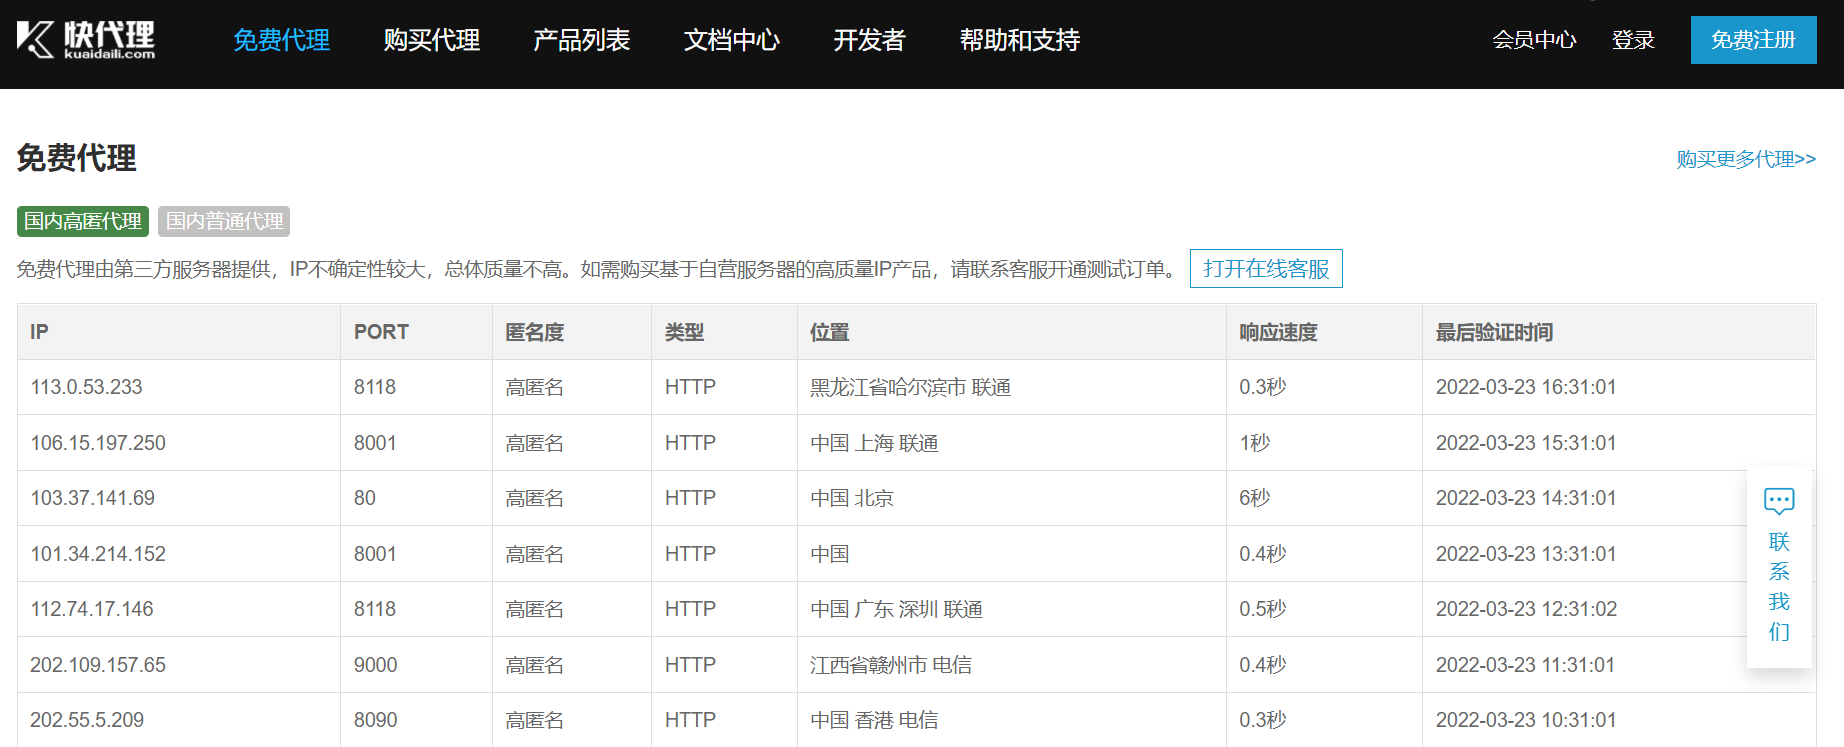 快代理 kuaidaili.com 免费代理 购买代理 产品列表 文档中心 开发者 帮助和支持 会员中心 登录 免费注册
免费代理 购买更多代理>>
国内高匿代理 国内普通代理
免费代理由第三方服务器提供，IP不确定性较大，总体质量不高。如需购买基于自营服务器的高质量IP产品，请联系客服开通测试订单。 打开在线客服
IP PORT 匿名度 类型 位置 响应速度 最后验证时间
113.0.53.233 8118 高匿名 HTTP 黑龙江省哈尔滨市 联通 0.3秒 2022-03-23 16:31:01
106.15.197.250 8001 高匿名 HTTP 中国 上海 联通 1秒 2022-03-23 15:31:01
103.37.141.69 80 高匿名 HTTP 中国 北京 6秒 2022-03-23 14:31:01
101.34.214.152 8001 高匿名 HTTP 中国 0.4秒 2022-03-23 13:31:01
112.74.17.146 8118 高匿名 HTTP 中国 广东 深圳 联通 0.5秒 2022-03-23 12:31:02
202.109.157.65 9000 高匿名 HTTP 江西省赣州市 电信 0.4秒 2022-03-23 11:31:01
202.55.5.209 8090 高匿名 HTTP 中国 香港 电信 0.3秒 2022-03-23 10:31:01
联系我们